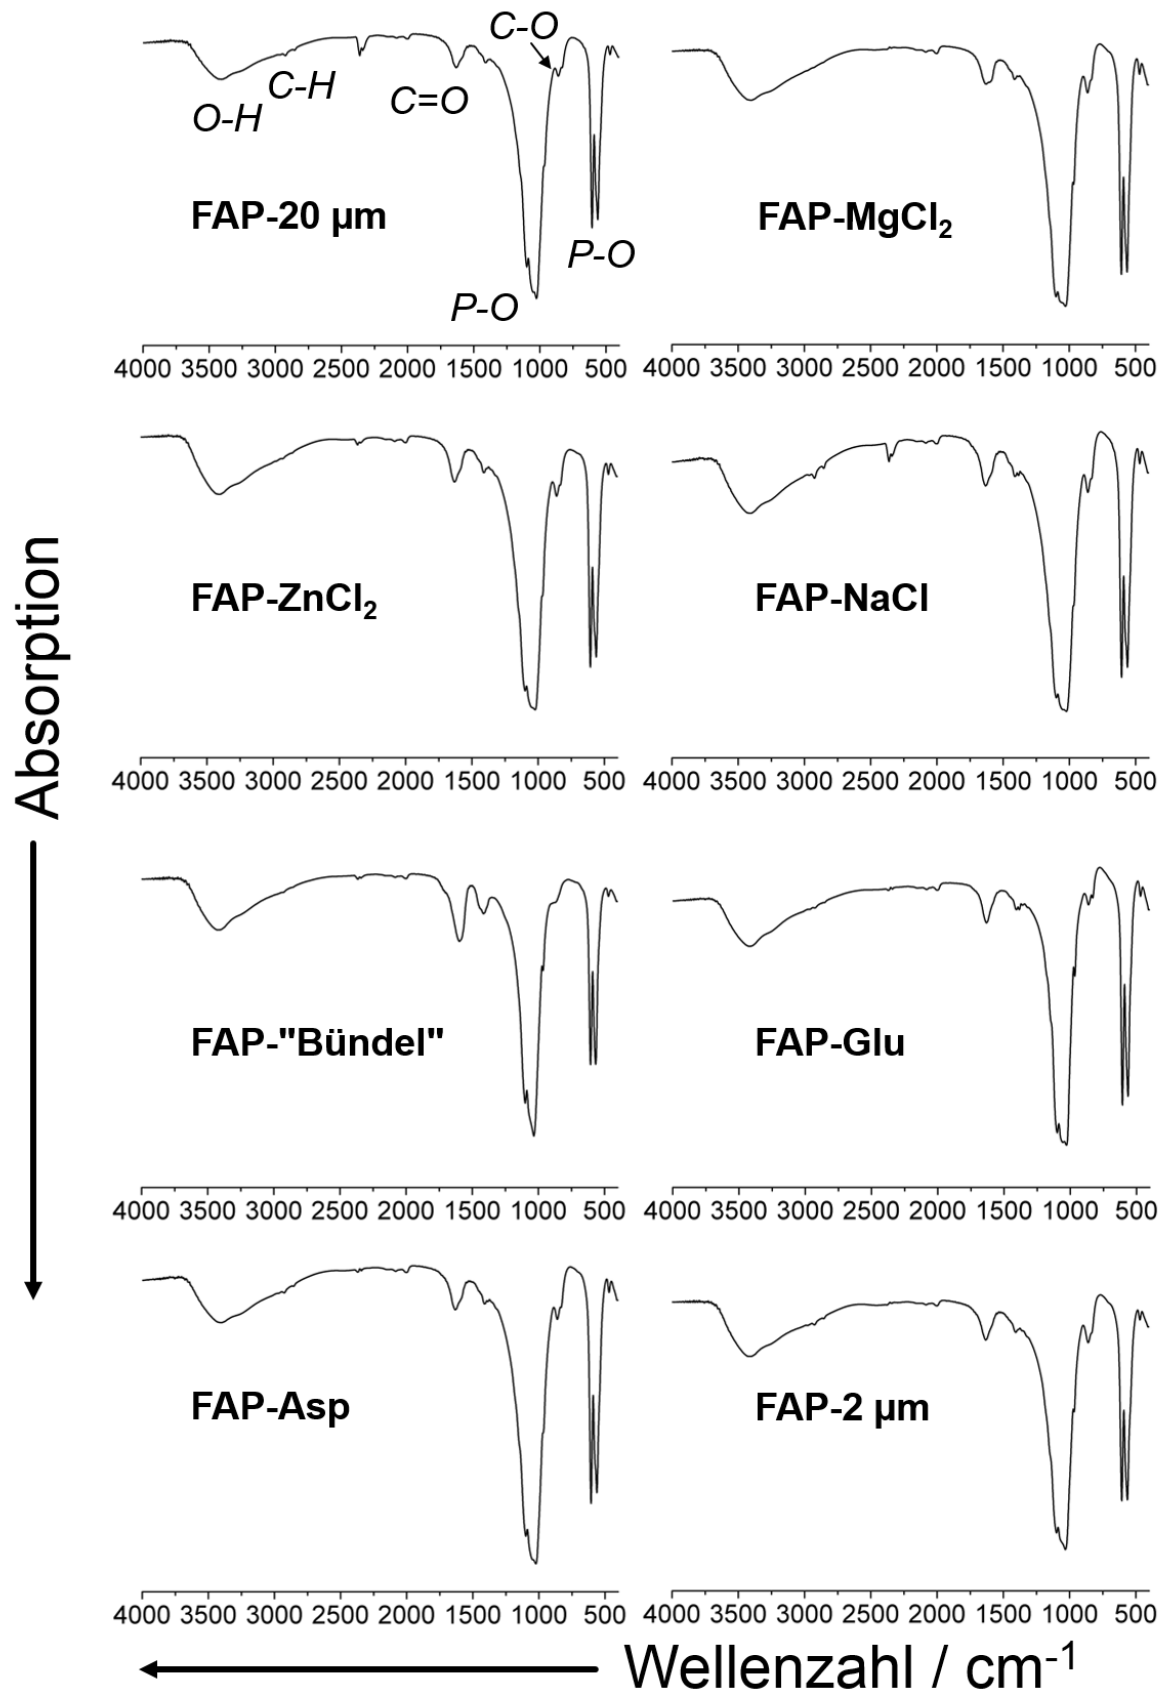 C-O
C-H
C=O
O-H
FAP-20 µm
P-O
P-O
4000 3500 3000 2500 2000 1500 1000 500
FAP-MgCl₂
4000 3500 3000 2500 2000 1500 1000 500
FAP-ZnCl₂
4000 3500 3000 2500 2000 1500 1000 500
FAP-NaCl
4000 3500 3000 2500 2000 1500 1000 500
Absorption
FAP-"Bündel"
4000 3500 3000 2500 2000 1500 1000 500
FAP-Glu
4000 3500 3000 2500 2000 1500 1000 500
FAP-Asp
4000 3500 3000 2500 2000 1500 1000 500
FAP-2 µm
4000 3500 3000 2500 2000 1500 1000 500
Wellenzahl / cm⁻¹